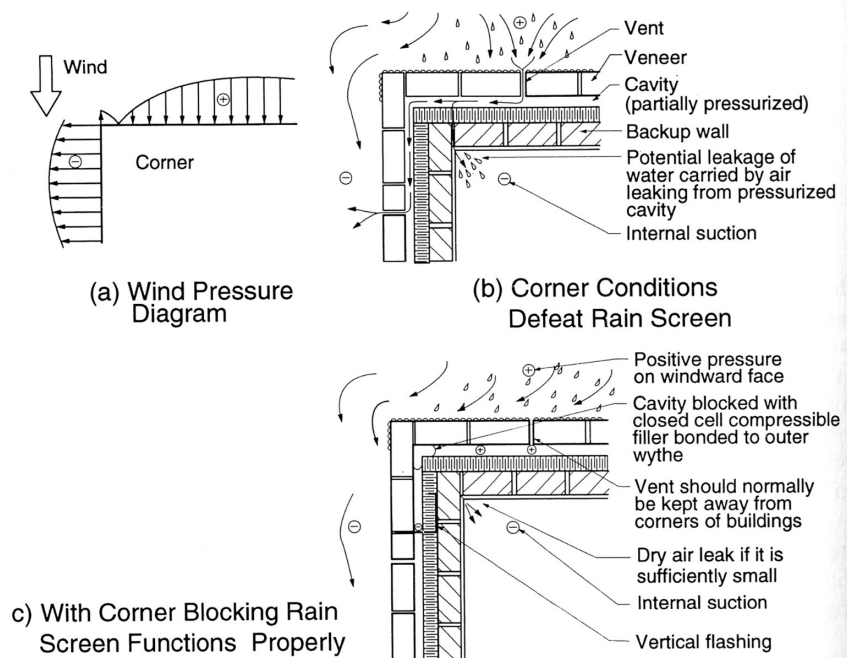 Wind
⊕
⊖
Corner
(a) Wind Pressure
Diagram
⊕
⊖
⊖
Vent
Veneer
Cavity
(partially pressurized)
Backup wall
Potential leakage of
water carried by air
leaking from pressurized
cavity
Internal suction
(b) Corner Conditions
Defeat Rain Screen
⊕
⊕
⊕
⊖
⊖
⊖
Positive pressure
on windward face
Cavity blocked with
closed cell compressible
filler bonded to outer
wythe
Vent should normally
be kept away from
corners of buildings
Dry air leak if it is
sufficiently small
Internal suction
Vertical flashing
c) With Corner Blocking Rain
Screen Functions Properly